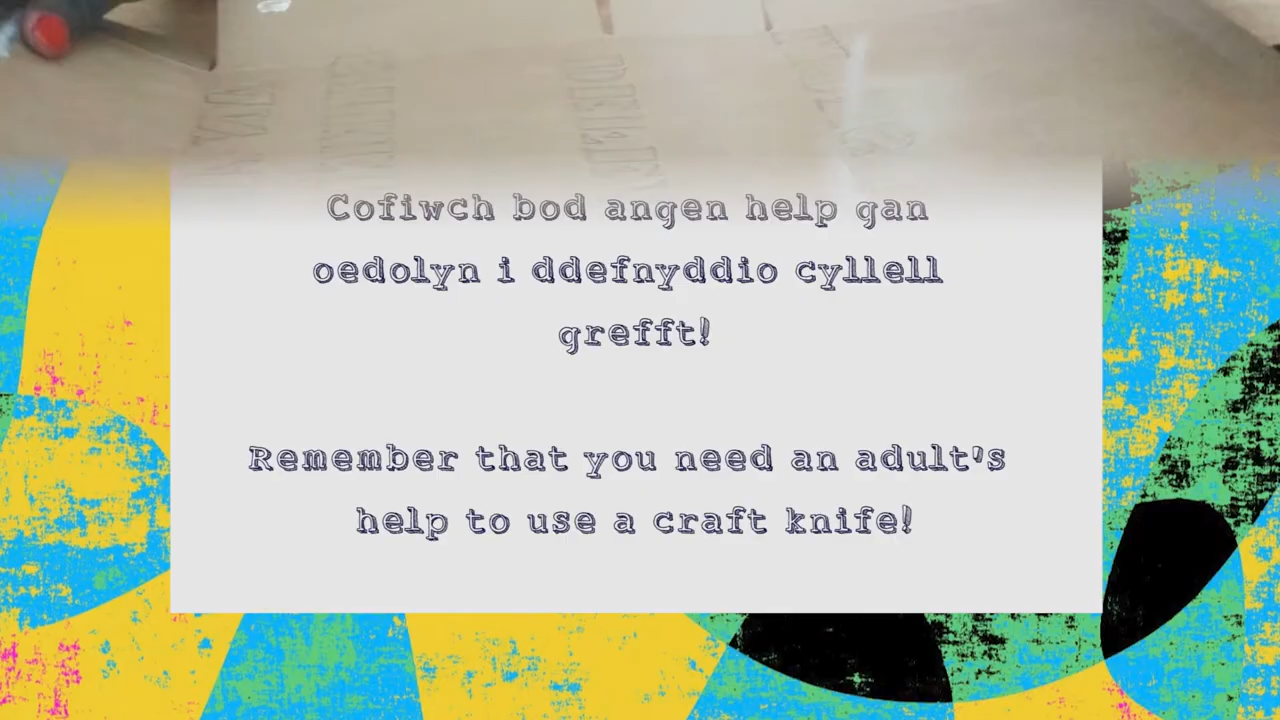 Cofiwch bod angen help gan
oedolyn i ddefnyddio cyllell
grefft!
Remember that you need an adult's
help to use a craft knife!